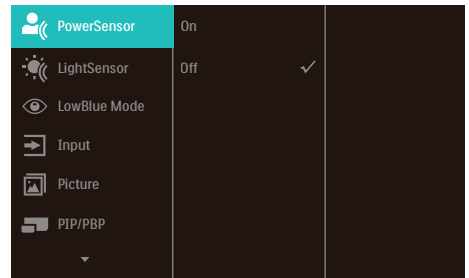 PowerSensor
On
LightSensor
Off
LowBlue Mode
Input
Picture
PIP/PBP